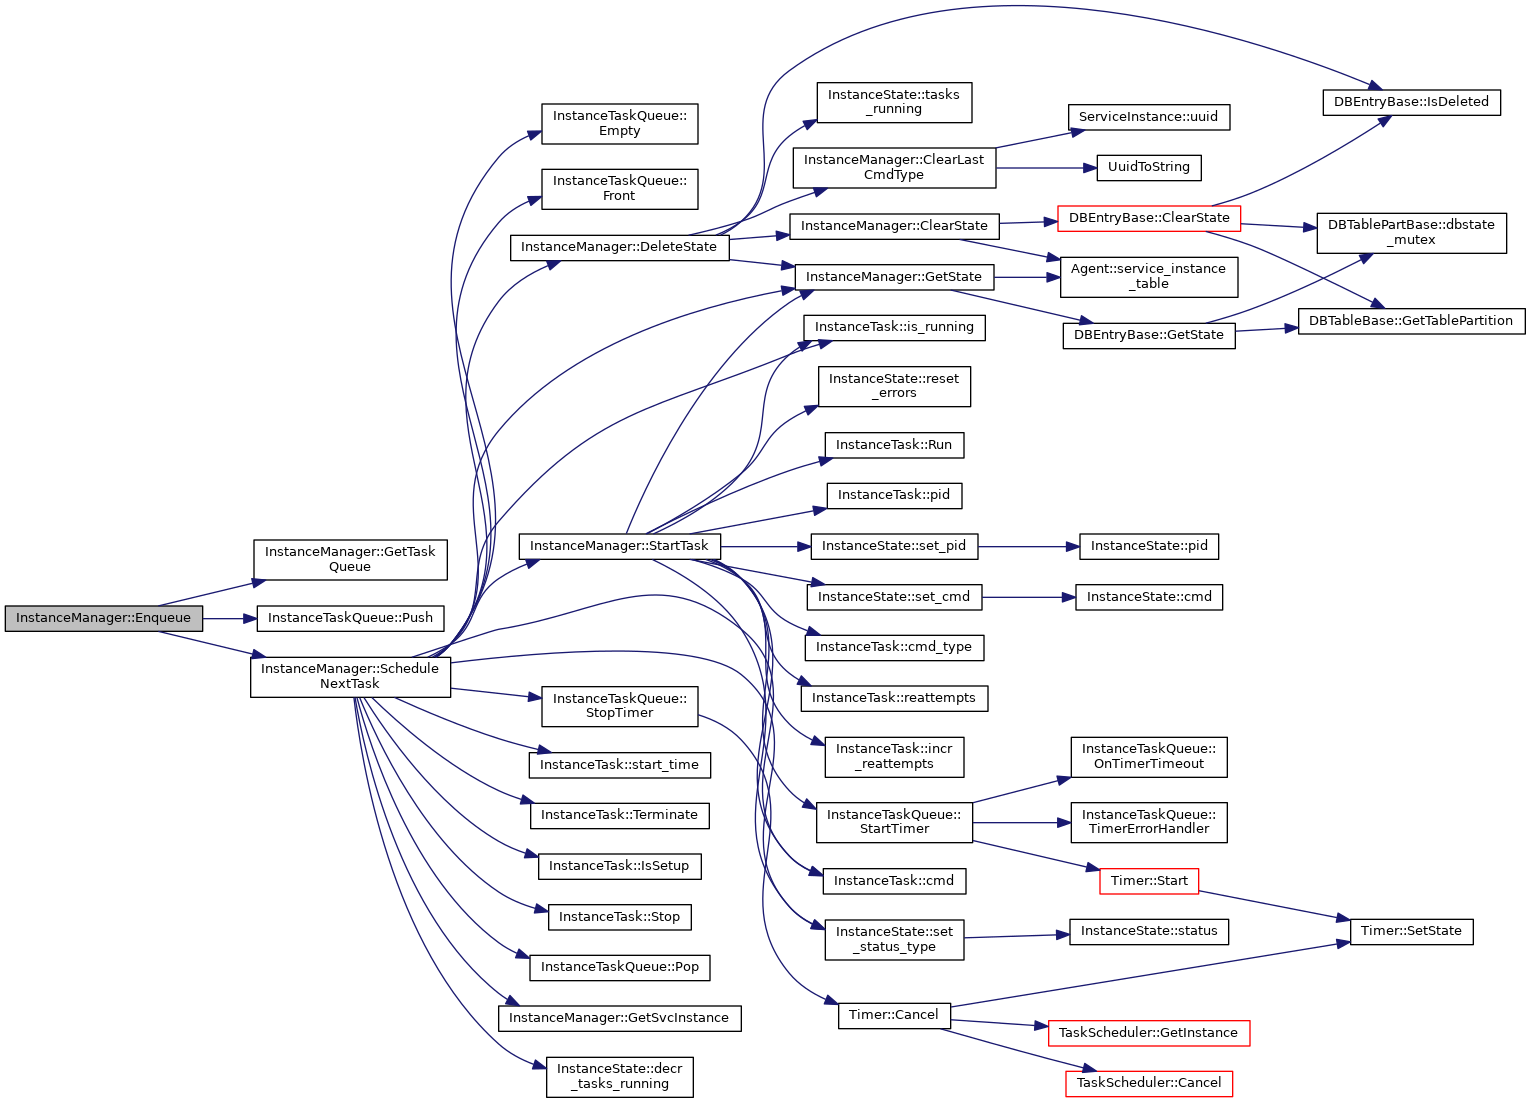 InstanceManager::Enqueue
InstanceManager::GetTask
Queue
InstanceTaskQueue::Push
InstanceManager::Schedule
NextTask
InstanceTaskQueue::
Empty
InstanceTaskQueue::
Front
InstanceManager::DeleteState
InstanceManager::StartTask
InstanceTaskQueue::
StopTimer
InstanceTask::start_time
InstanceTask::Terminate
InstanceTask::IsSetup
InstanceTask::Stop
InstanceTaskQueue::Pop
InstanceManager::GetSvcInstance
InstanceState::decr
_tasks_running
InstanceState::tasks
_running
InstanceManager::ClearLast
CmdType
InstanceManager::ClearState
InstanceManager::GetState
InstanceTask::is_running
InstanceState::reset
_errors
InstanceTask::Run
InstanceTask::pid
InstanceState::set_pid
InstanceState::set_cmd
InstanceTask::cmd_type
InstanceTask::reattempts
InstanceTask::incr
_reattempts
InstanceTaskQueue::
StartTimer
InstanceTask::cmd
InstanceState::set
_status_type
Timer::Cancel
ServiceInstance::uuid
UuidToString
DBEntryBase::ClearState
Agent::service_instance
_table
DBEntryBase::GetState
InstanceState::pid
InstanceState::cmd
InstanceTaskQueue::
OnTimerTimeout
InstanceTaskQueue::
TimerErrorHandler
Timer::Start
InstanceState::status
TaskScheduler::GetInstance
TaskScheduler::Cancel
DBEntryBase::IsDeleted
DBTablePartBase::dbstate
_mutex
DBTableBase::GetTablePartition
Timer::SetState